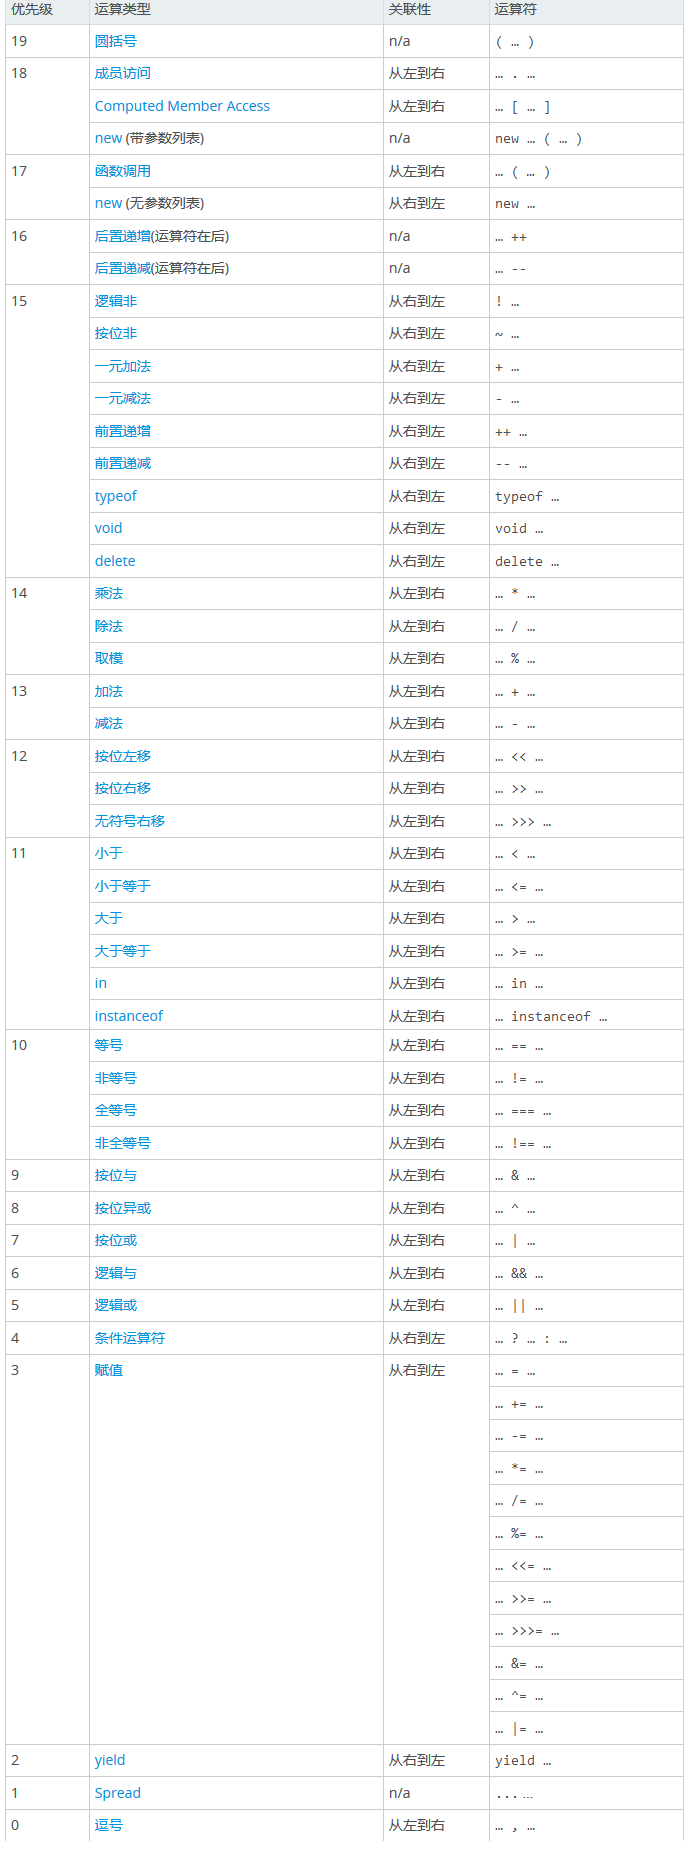 优先级 运算类型 关联性 运算符
19 圆括号 n/a ( … )
18 成员访问 从左到右 … . …
Computed Member Access 从左到右 … [ … ]
new (带参数列表) n/a new … ( … )
17 函数调用 从左到右 … ( … )
new (无参数列表) 从右到左 new …
16 后置递增(运算符在后) n/a … ++
后置递减(运算符在后) n/a … --
15 逻辑非 从右到左 ! …
按位非 从右到左 ~ …
一元加法 从右到左 + …
一元减法 从右到左 - …
前置递增 从右到左 ++ …
前置递减 从右到左 -- …
typeof 从右到左 typeof …
void 从右到左 void …
delete 从右到左 delete …
14 乘法 从左到右 … * …
除法 从左到右 … / …
取模 从左到右 … % …
13 加法 从左到右 … + …
减法 从左到右 … - …
12 按位左移 从左到右 … << …
按位右移 从左到右 … >> …
无符号右移 从左到右 … >>> …
11 小于 从左到右 … < …
小于等于 从左到右 … <= …
大于 从左到右 … > …
大于等于 从左到右 … >= …
in 从左到右 … in …
instanceof 从左到右 … instanceof …
10 等号 从左到右 … == …
非等号 从左到右 … != …
全等号 从左到右 … === …
非全等号 从左到右 … !== …
9 按位与 从左到右 … & …
8 按位异或 从左到右 … ^ …
7 按位或 从左到右 … | …
6 逻辑与 从左到右 … && …
5 逻辑或 从左到右 … || …
4 条件运算符 从右到左 … ? … : …
3 赋值 从右到左 … = …
… += …
… -= …
… *= …
… /= …
… %= …
… <<= …
… >>= …
… >>>= …
… &= …
… ^= …
… |= …
2 yield 从右到左 yield …
1 Spread n/a ... …
0 逗号 从左到右 … , …